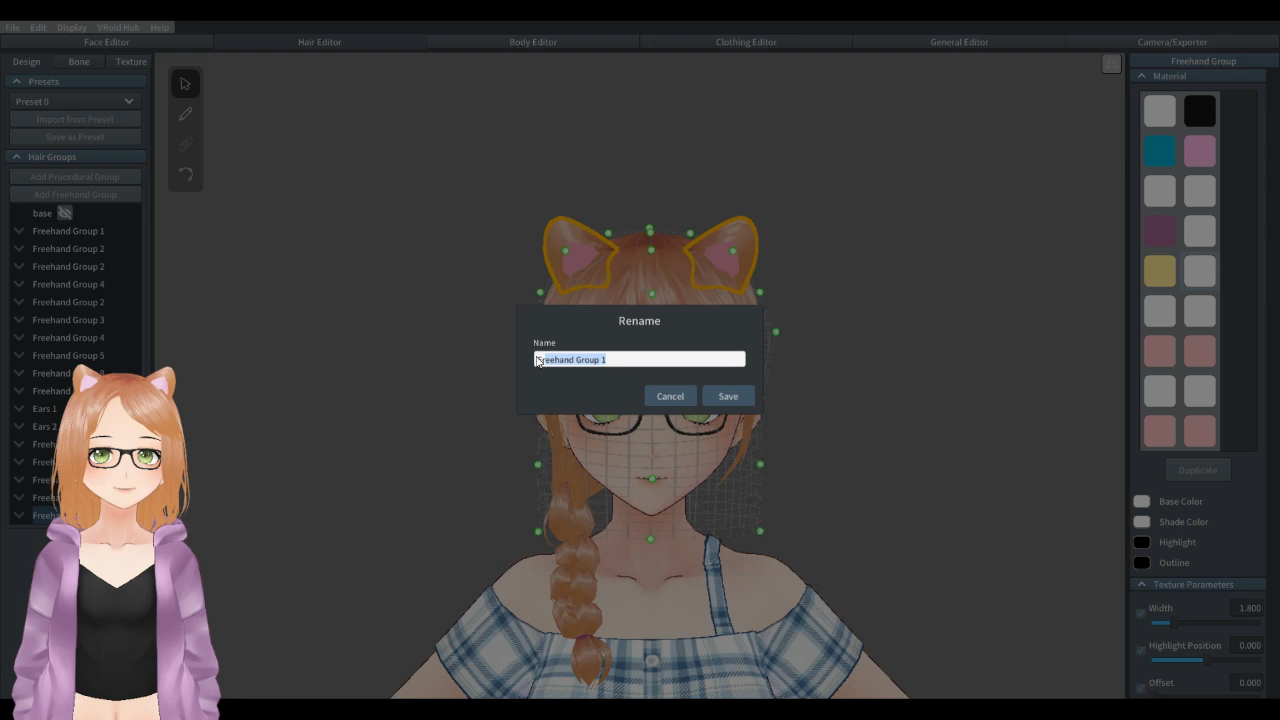 File Edit Display VRoid Hub Help
Face Editor Hair Editor Body Editor Clothing Editor General Editor Camera/Exporter
Design Bone Texture
Presets
Preset 0
Import from Preset
Save as Preset
Hair Groups
Add Procedural Group
Add Freehand Group
base
Freehand Group 1
Freehand Group 2
Freehand Group 2
Freehand Group 4
Freehand Group 2
Freehand Group 3
Freehand Group 4
Freehand Group 5
Ears 1
Ears 2
Rename
Name
Freehand Group 1
Cancel Save
Freehand Group
Material
Duplicate
Base Color
Shade Color
Highlight
Outline
Texture Parameters
Width 1.800
Highlight Position 0.000
Offset 0.000